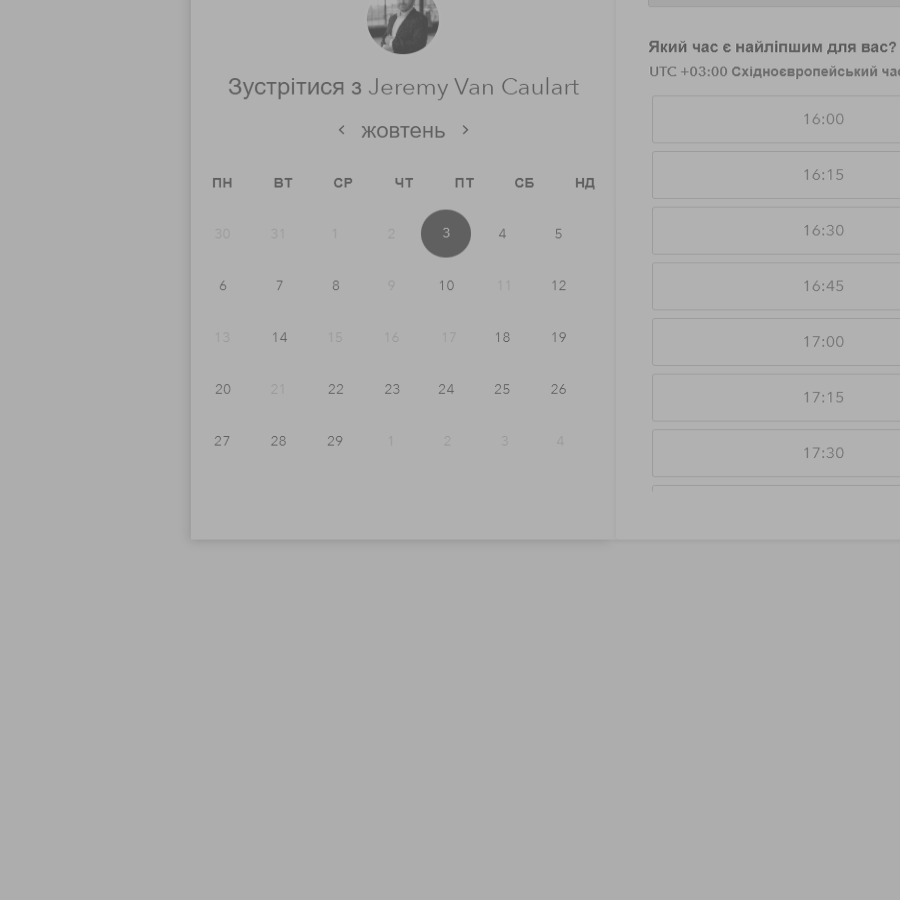 Зустрітися з Jeremy Van Caulart
жовтень
ПН ВТ СР ЧТ ПТ СБ НД
30 31 1 2 3 4 5
6 7 8 9 10 11 12
13 14 15 16 17 18 19
20 21 22 23 24 25 26
27 28 29 1 2 3 4
Який час є найліпшим для вас?
UTC +03:00 Східноєвропейський
16:00
16:15
16:30
16:45
17:00
17:15
17:30